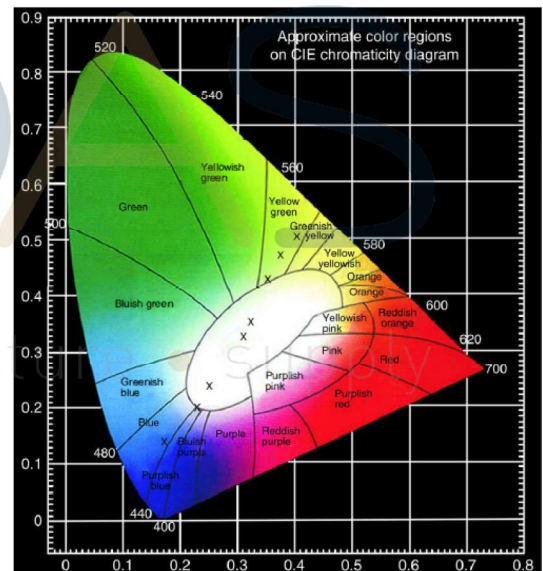 Approximate color regions
on CIE chromaticity diagram
0.9
520
0.8
540
0.7
560
Yellowish
green
0.6
Yellow
green
Green
Greenish
yellow
500
0.5
580
Yellow
yellowish
Orange
Orange
0.4
Bluish green
600
Reddish
orange
Yellowish
pink
620
Pink
Red
0.3
700
Purplish
pink
Greenish
blue
Purplish
red
0.2
Blue
Purple
Reddish
purple
Bluish
purple
480
0.1
Purplish
blue
440
400
0
0 0.1 0.2 0.3 0.4 0.5 0.6 0.7 0.8
ture supply